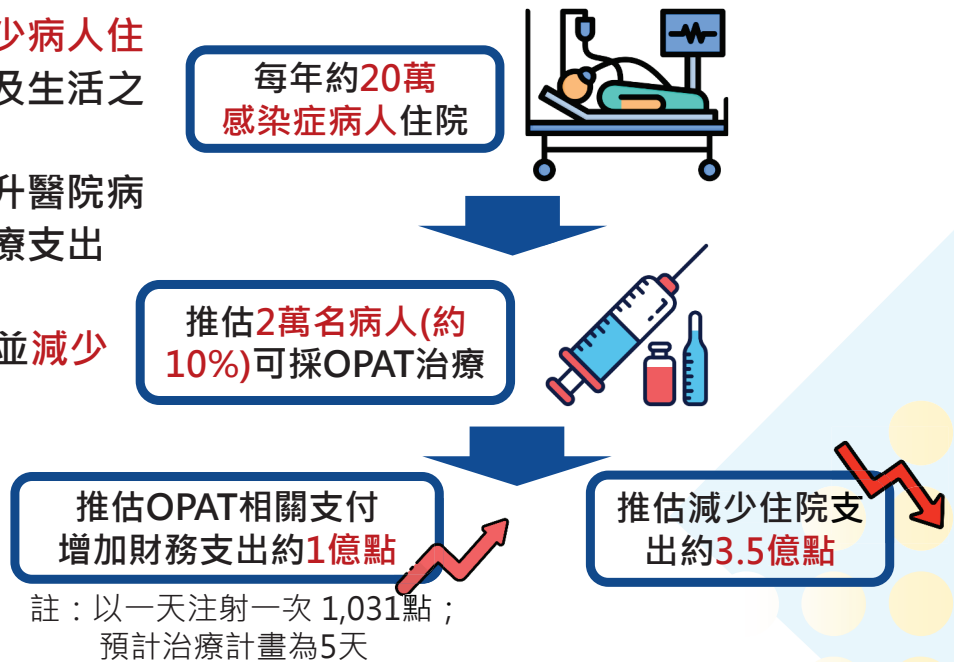 少病人住
及生活之
升醫院病
療支出
並減少
每年約20萬
感染症病人住院
推估2萬名病人(約
10%)可採OPAT治療
推估OPAT相關支付
增加財務支出約1億點
推估減少住院支
出約3.5億點
註：以一天注射一次 1,031點；
預計治療計畫為5天